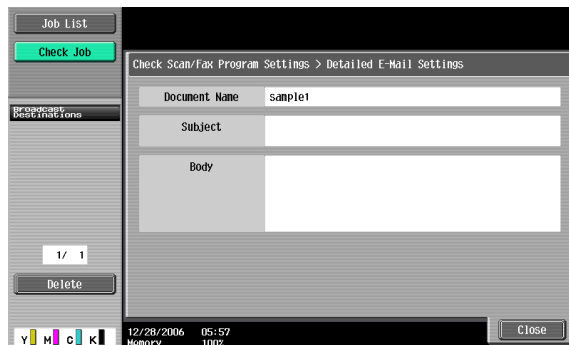 Job List
Check Job
Check Scan/Fax Program Settings > Detailed E-Mail Settings
Document Name sample1
Broadcast
Destinations
Subject
Body
1/ 1
Delete
Y M C K
12/28/2006 05:57
Memory 100%
Close